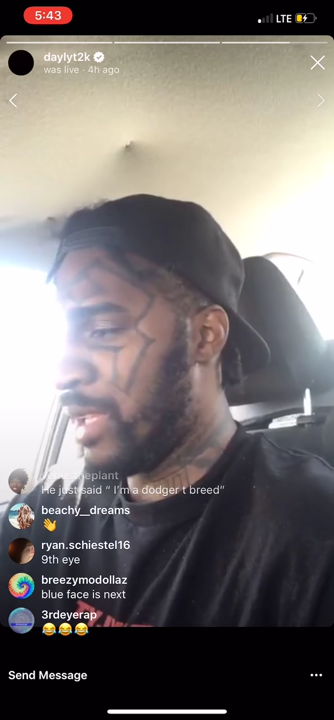 5:43
LTE
daylyt2k
was live · 4h ago
theplant
He just said “ I’m a dodger t breed”
beachy__dreams
👋
ryan.schiestel16
9th eye
breezymodollaz
blue face is next
3rdeyerap
😂😂😂
Send Message